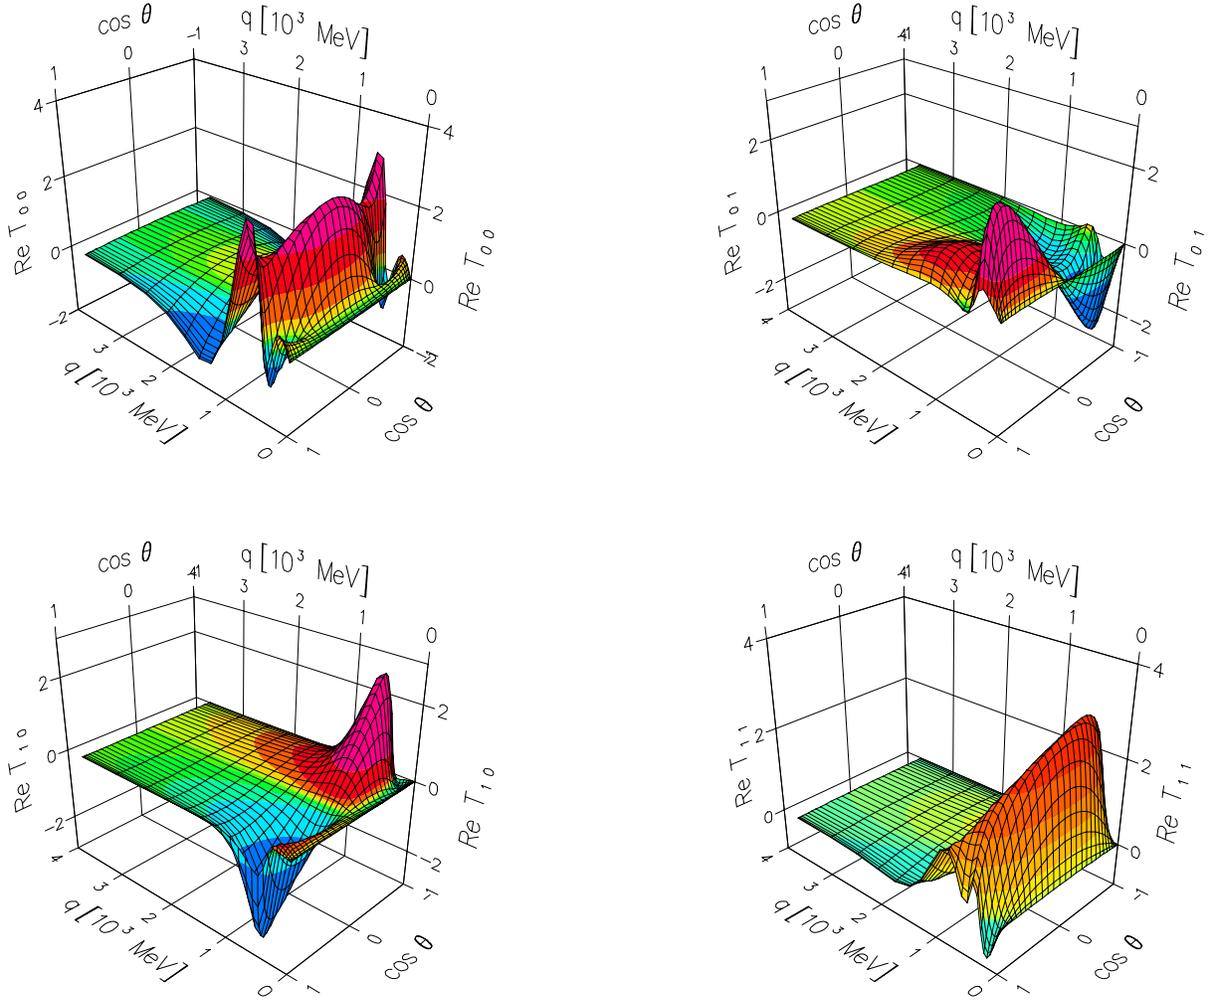 cos θ q [10³ MeV]
1 0 -1 3 2 1 0
4 2 0 -2
4 2 0 -2
Re T₀₀ Re T₀₀
3 2 1 0
1 0
q [10³ MeV] cos θ
cos θ q [10³ MeV]
1 0 -1 4 3 2 1 0
2 0 -2
2 0 -2
Re T₀₁ Re T₀₁
4 3 2 1 0
1 0 -1
q [10³ MeV] cos θ
cos θ q [10³ MeV]
1 0 -1 4 3 2 1 0
2 0 -2
2 0 -2
Re T₁₀ Re T₁₀
4 3 2 1 0
1 0 -1
q [10³ MeV] cos θ
cos θ q [10³ MeV]
1 0 -1 4 3 2 1 0
4 2 0
4 2 0
Re T₁₁ Re T₁₁
4 3 2 1 0
1 0 -1
q [10³ MeV] cos θ